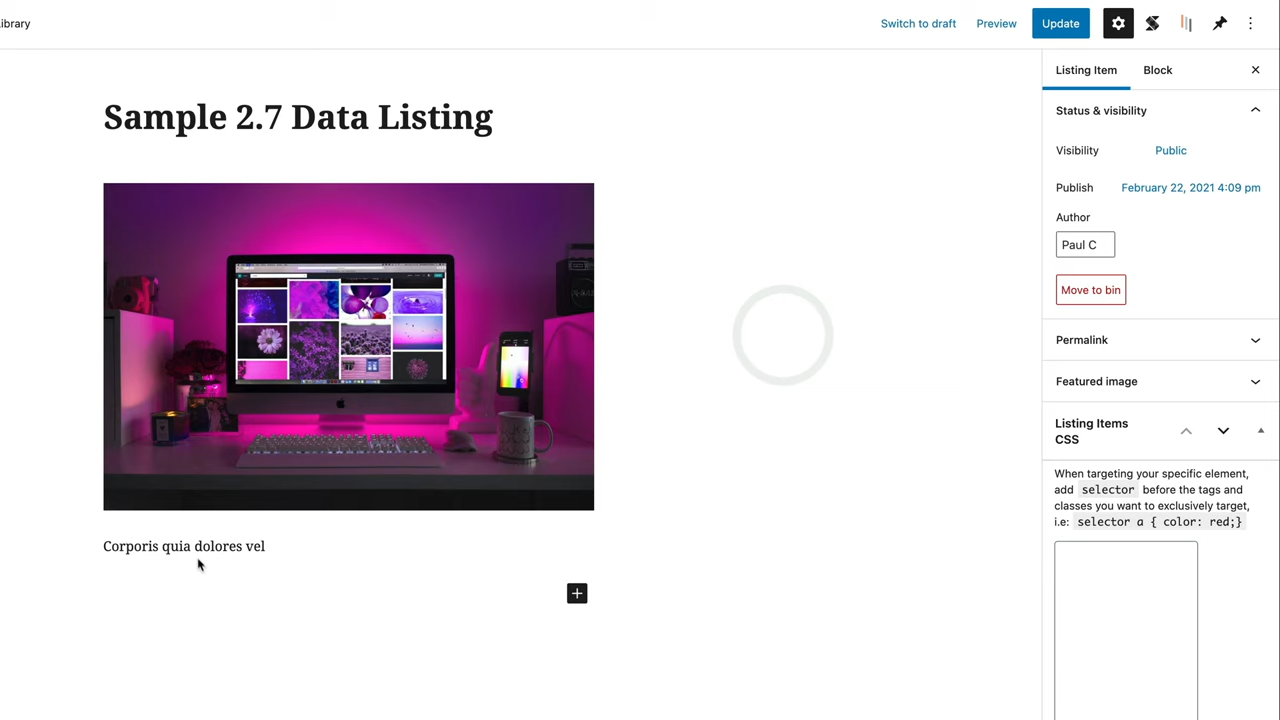 ibrary
Switch to draft
Preview
Update
Listing Item
Block
Status & visibility
Visibility
Public
Publish
February 22, 2021 4:09 pm
Author
Paul C
Move to bin
Permalink
Featured image
Listing Items
CSS
When targeting your specific element,
add selector before the tags and
classes you want to exclusively target,
i.e: selector a { color: red;}
Sample 2.7 Data Listing
Corporis quia dolores vel